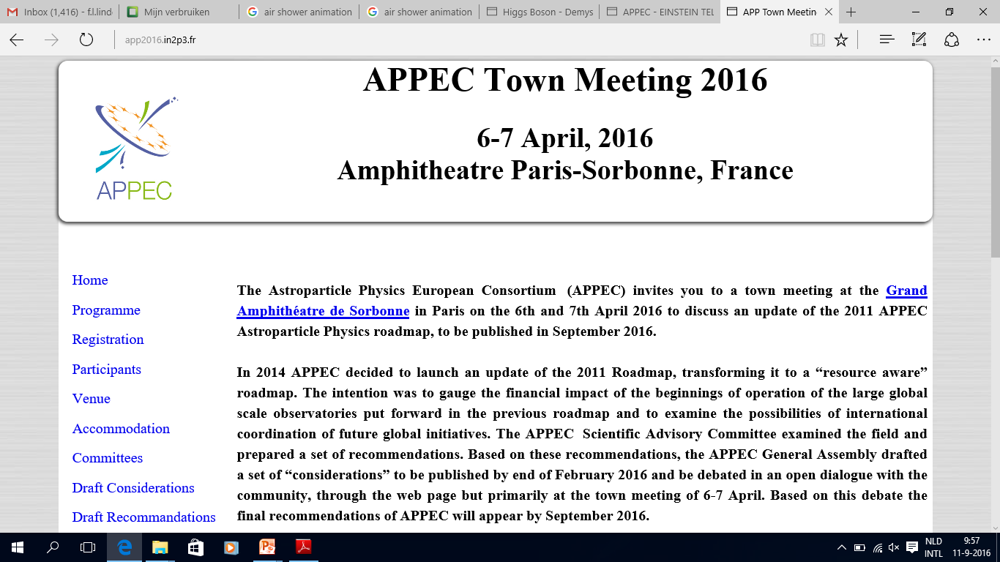 Inbox (1,416) - f.l.lind
Mijn verbruiken
air shower animation
air shower animation
Higgs Boson - Demys
APPEC - EINSTEIN TEL
APP Town Meetin
app2016.in2p3.fr
APPEC Town Meeting 2016
6-7 April, 2016
Amphitheatre Paris-Sorbonne, France
APPEC
Home
Programme
Registration
Participants
Venue
Accommodation
Committees
Draft Considerations
Draft Recommandations
The Astroparticle Physics European Consortium (APPEC) invites you to a town meeting at the Grand
Amphithéatre de Sorbonne in Paris on the 6th and 7th April 2016 to discuss an update of the 2011 APPEC
Astroparticle Physics roadmap, to be published in September 2016.
In 2014 APPEC decided to launch an update of the 2011 Roadmap, transforming it to a “resource aware”
roadmap. The intention was to gauge the financial impact of the beginnings of operation of the large global
scale observatories put forward in the previous roadmap and to examine the possibilities of international
coordination of future global initiatives. The APPEC Scientific Advisory Committee examined the field and
prepared a set of recommendations. Based on these recommendations, the APPEC General Assembly drafted
a set of “considerations” to be published by end of February 2016 and be debated in an open dialogue with the
community, through the web page but primarily at the town meeting of 6-7 April. Based on this debate the
final recommendations of APPEC will appear by September 2016.
NLD
INTL
9:57
11-9-2016